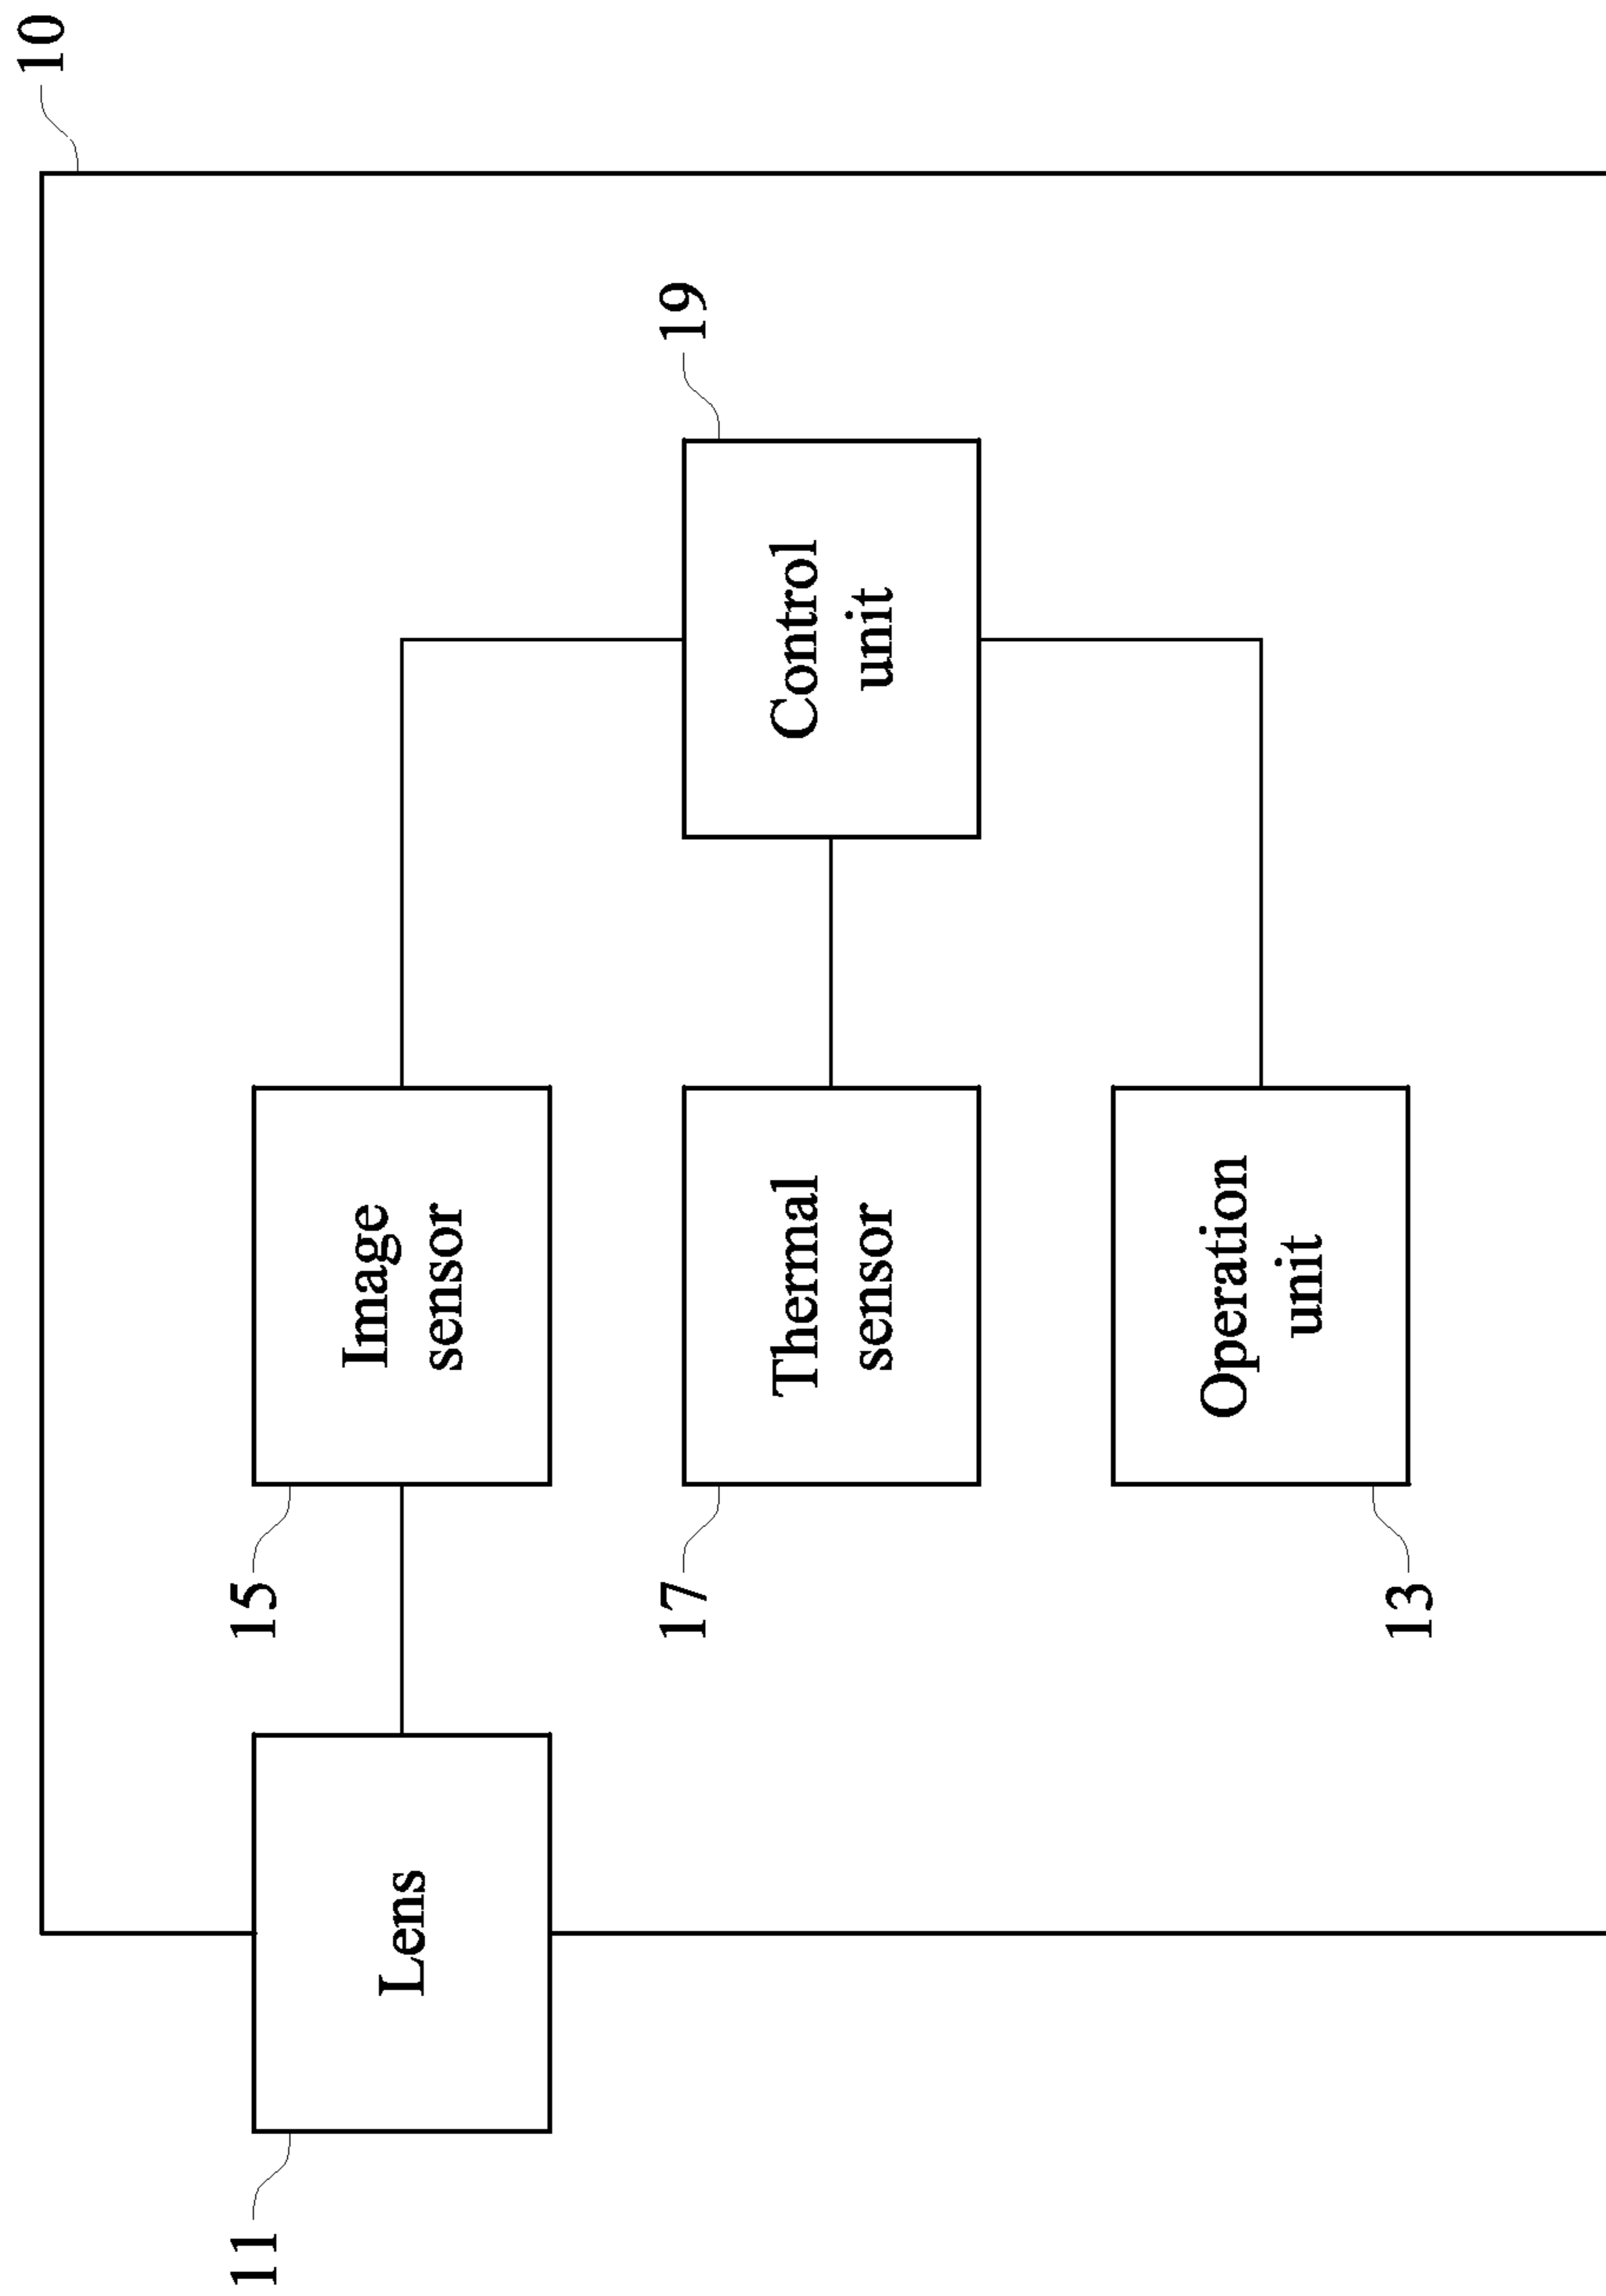 10
11
Lens
15
Image
sensor
17
Thermal
sensor
19
Control
unit
Operation
unit
13